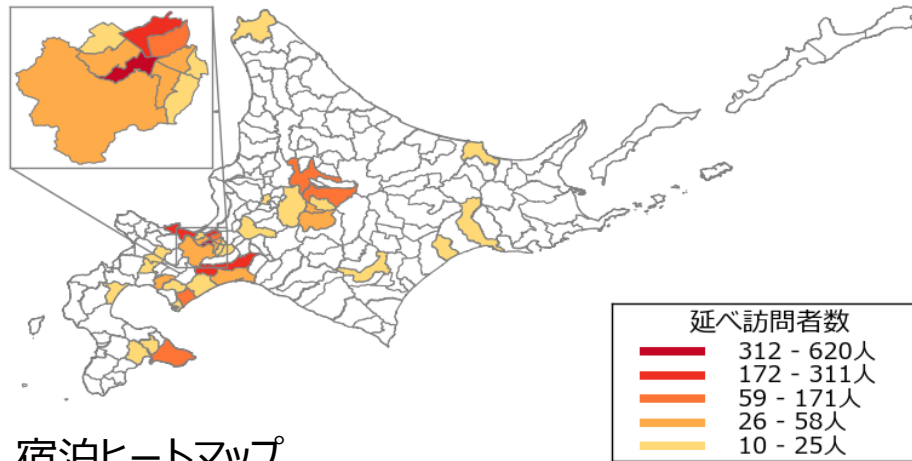 延べ訪問者数
312 - 620人
172 - 311人
59 - 171人
26 - 58人
10 - 25人
宿泊ヒートマップ